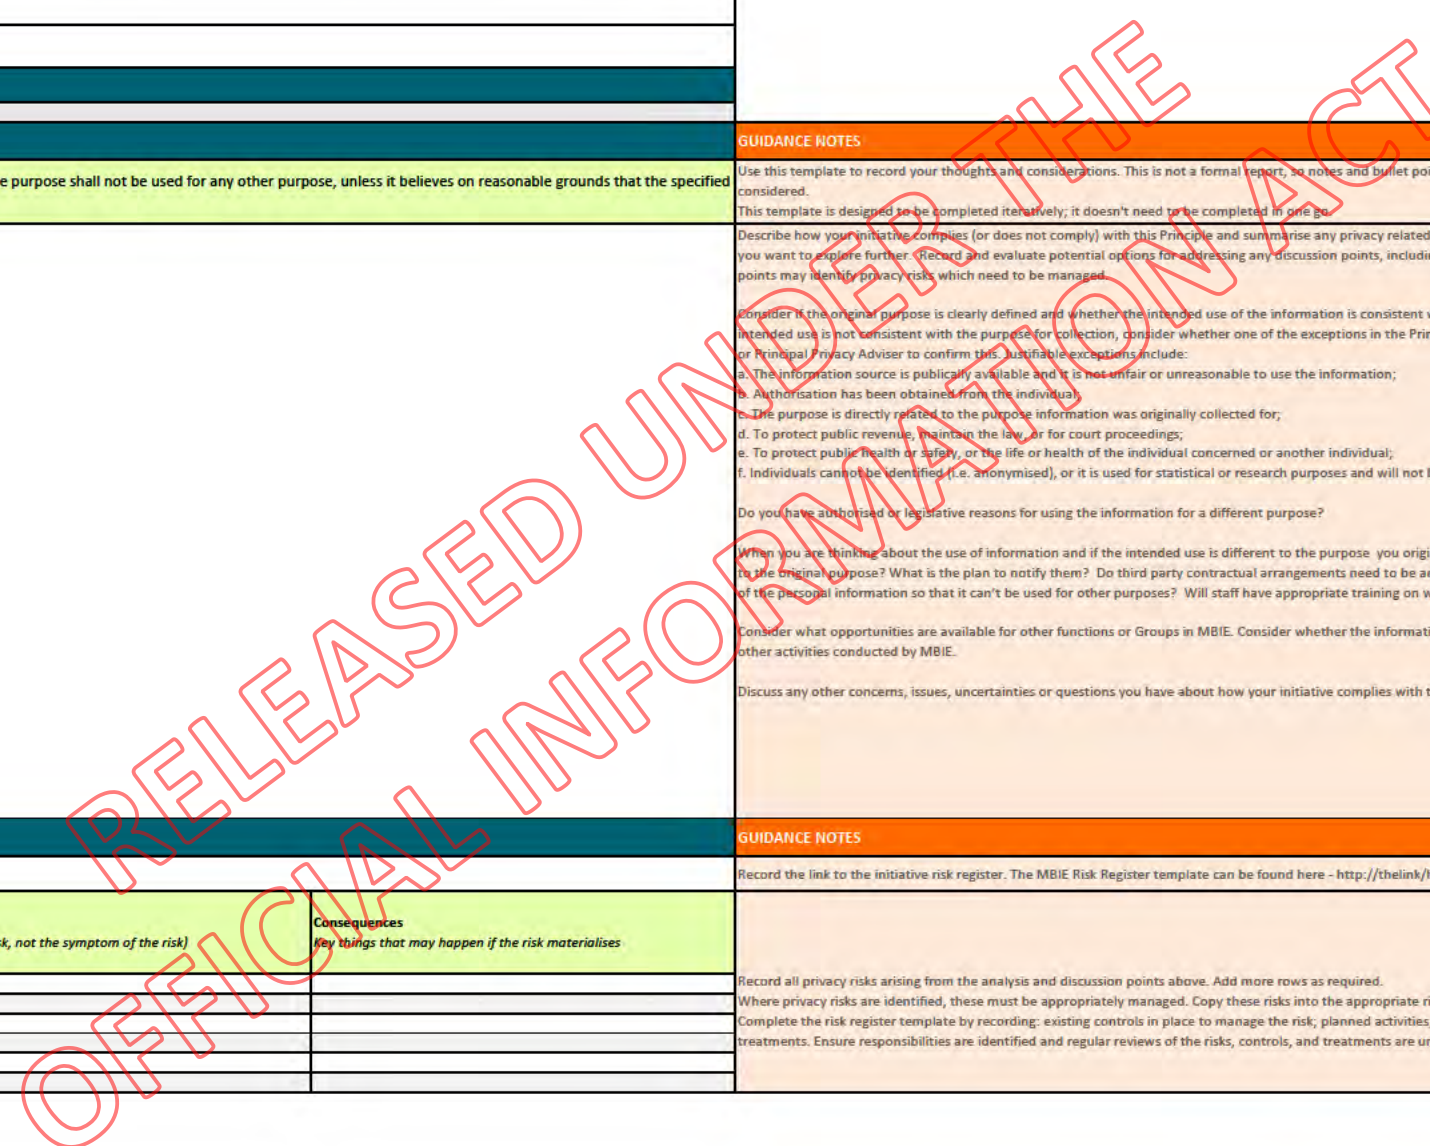 GUIDANCE NOTES
e purpose shall not be used for any other purpose, unless it believes on reasonable grounds that the specified
Use this template to record your thoughts and considerations. This is not a formal report, so notes and bullet poi
considered.
This template is designed to be completed iteratively; it doesn't need to be completed in one go.
Describe how your initiative complies (or does not comply) with this Principle and summarise any privacy related
you want to explore further. Record and evaluate potential options for addressing any discussion points, includi
points may identify privacy risks which need to be managed.
Consider if the original purpose is clearly defined and whether the intended use of the information is consistent
intended use is not consistent with the purpose for collection, consider whether one of the exceptions in the Pri
or Principal Privacy Adviser to confirm this. Justifiable exceptions include:
a. The information source is publically available and it is not unfair or unreasonable to use the information;
b. Authorisation has been obtained from the individual;
c. The purpose is directly related to the purpose information was originally collected for;
d. To protect public revenue, maintain the law, or for court proceedings;
e. To protect public health or safety, or the life or health of the individual concerned or another individual;
f. Individuals cannot be identified (i.e. anonymised), or it is used for statistical or research purposes and will not
Do you have authorised or legislative reasons for using the information for a different purpose?
When you are thinking about the use of information and if the intended use is different to the purpose you origi
to the original purpose? What is the plan to notify them? Do third party contractual arrangements need to be a
of the personal information so that it can't be used for other purposes? Will staff have appropriate training on w
Consider what opportunities are available for other functions or Groups in MBIE. Consider whether the informati
other activities conducted by MBIE.
Discuss any other concerns, issues, uncertainties or questions you have about how your initiative complies with t
GUIDANCE NOTES
Record the link to the initiative risk register. The MBIE Risk Register template can be found here - http://thelink/
sk, not the symptom of the risk)
Consequences
Key things that may happen if the risk materialises
Record all privacy risks arising from the analysis and discussion points above. Add more rows as required.
Where privacy risks are identified, these must be appropriately managed. Copy these risks into the appropriate ri
Complete the risk register template by recording: existing controls in place to manage the risk; planned activities,
treatments. Ensure responsibilities are identified and regular reviews of the risks, controls, and treatments are u
RELEASED UNDER THE
OFFICIAL INFORMATION ACT